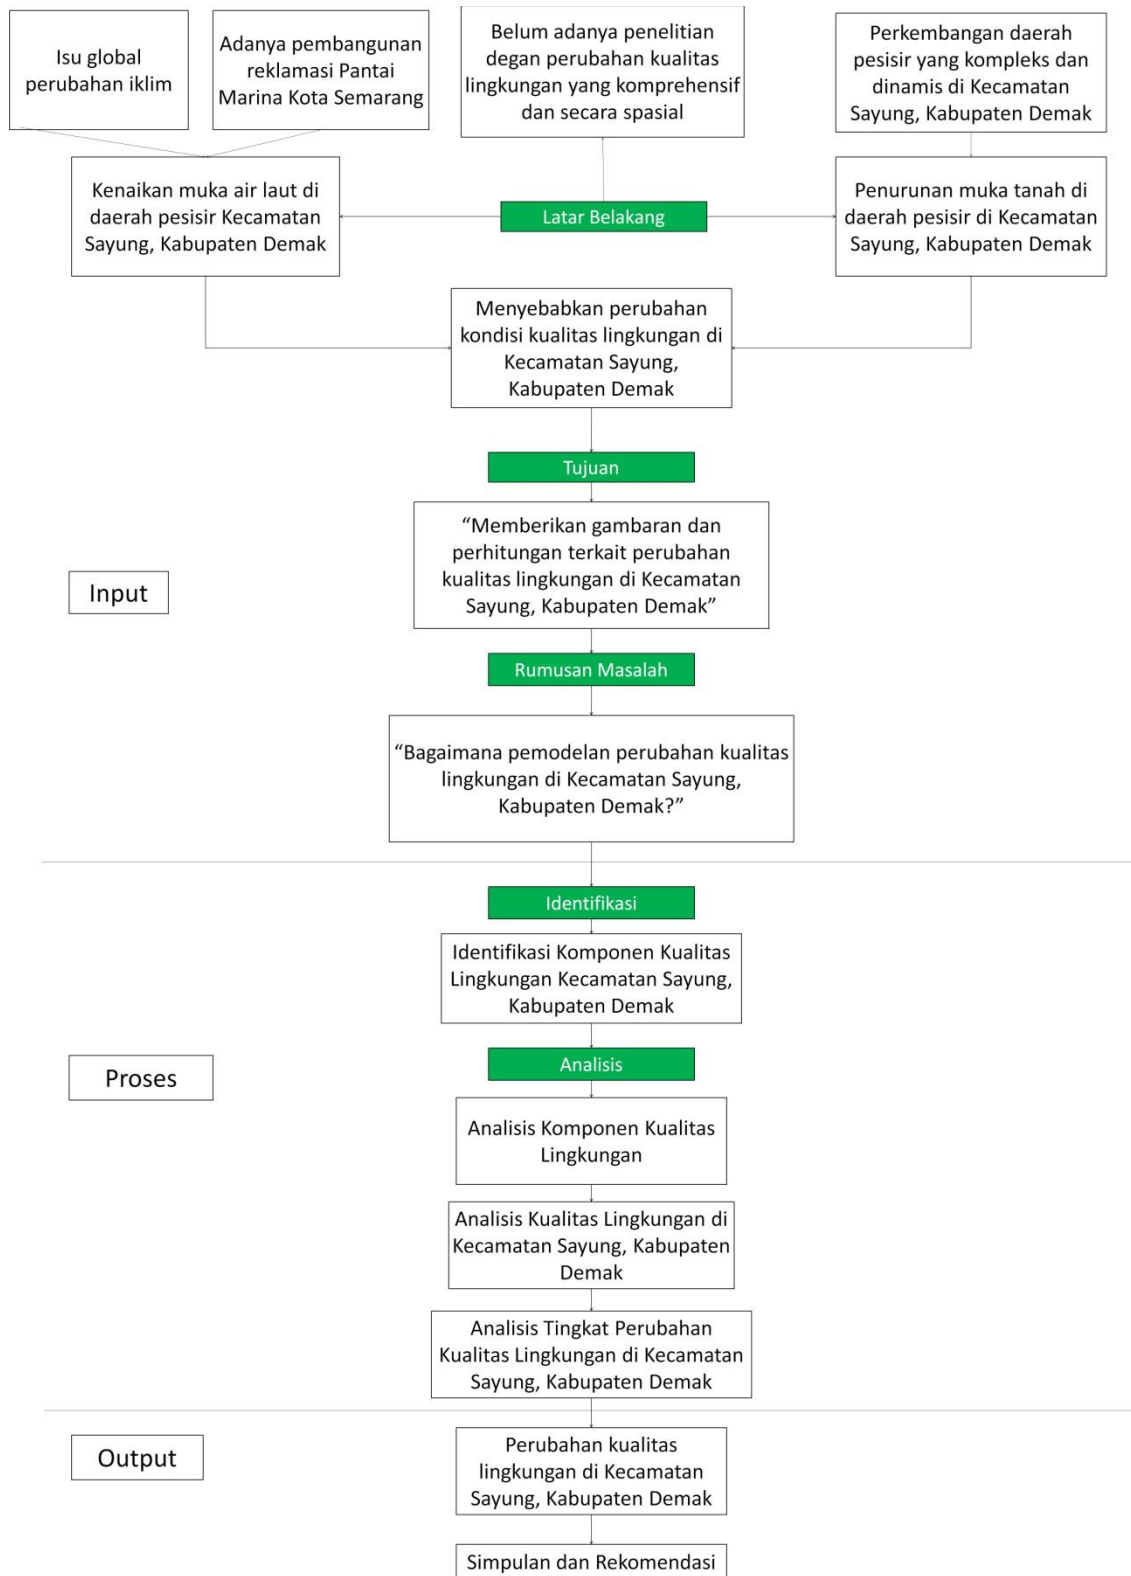 Isu global
perubahan iklim
Adanya pembangunan
reklamasi Pantai
Marina Kota Semarang
Belum adanya penelitian
degan perubahan kualitas
lingkungan yang komprehensif
dan secara spasial
Perkembangan daerah
pesisir yang kompleks dan
dinamis di Kecamatan
Sayung, Kabupaten Demak
Kenaikan muka air laut di
daerah pesisir Kecamatan
Sayung, Kabupaten Demak
Latar Belakang
Penurunan muka tanah di
daerah pesisir di Kecamatan
Sayung, Kabupaten Demak
Menyebabkan perubahan
kondisi kualitas lingkungan di
Kecamatan Sayung,
Kabupaten Demak
Tujuan
“Memberikan gambaran dan
perhitungan terkait perubahan
kualitas lingkungan di Kecamatan
Sayung, Kabupaten Demak”
Input
Rumusan Masalah
“Bagaimana pemodelan perubahan kualitas
lingkungan di Kecamatan Sayung,
Kabupaten Demak?”
Identifikasi
Identifikasi Komponen Kualitas
Lingkungan Kecamatan Sayung,
Kabupaten Demak
Proses
Analisis
Analisis Komponen Kualitas
Lingkungan
Analisis Kualitas Lingkungan di
Kecamatan Sayung, Kabupaten
Demak
Analisis Tingkat Perubahan
Kualitas Lingkungan di Kecamatan
Sayung, Kabupaten Demak
Output
Perubahan kualitas
lingkungan di Kecamatan
Sayung, Kabupaten Demak
Simpulan dan Rekomendasi